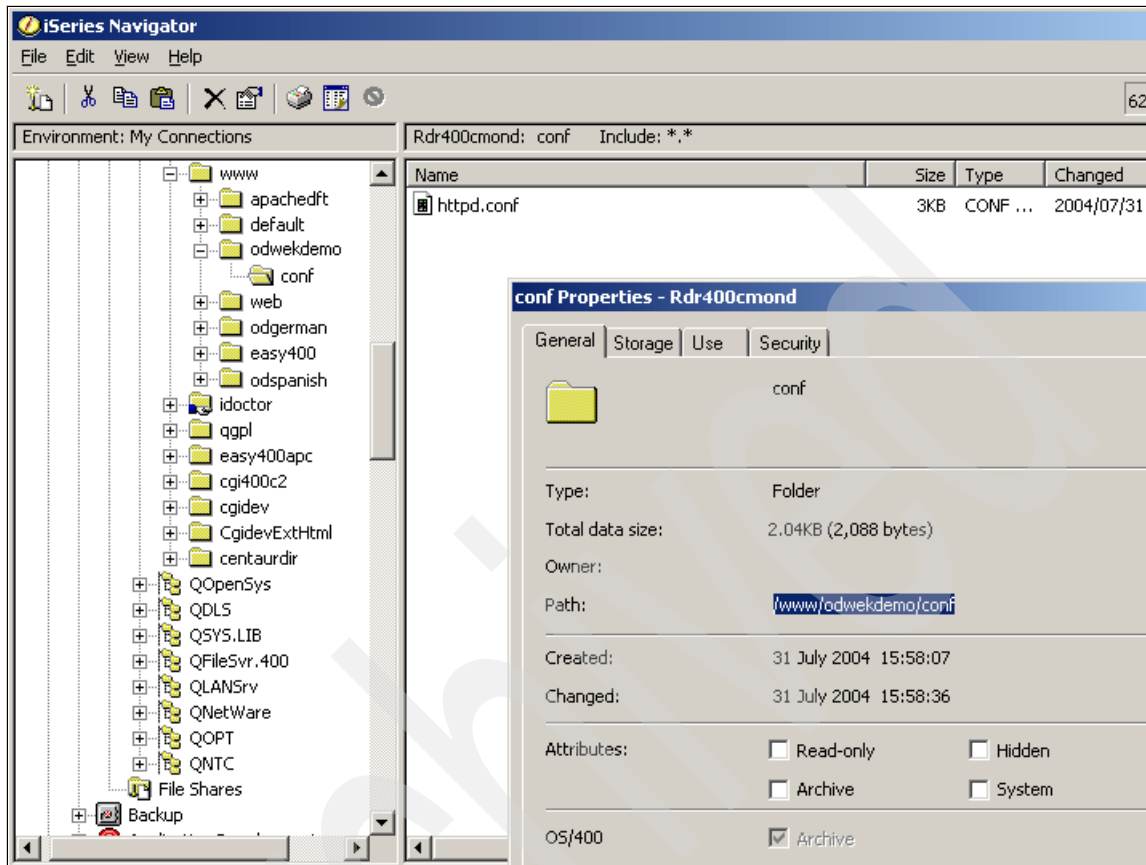 iSeries Navigator
File Edit View Help
62
Environment: My Connections
Rdr400cmond: conf Include: *.*
www
apachedft
default
odwekdemo
conf
web
odgerman
easy400
odspanish
idoctor
qgpl
easy400apc
cgi400c2
cgidev
CgidevExtHtml
centaurdir
QOpenSys
QDLS
QSYS.LIB
QFileSvr.400
QLANSrv
QNetWare
QOPT
QNTC
File Shares
Backup
Name Size Type Changed
httpd.conf 3KB CONF ... 2004/07/31
conf Properties - Rdr400cmond
General Storage Use Security
conf
Type: Folder
Total data size: 2.04KB (2,088 bytes)
Owner:
Path: /www/odwekdemo/conf
Created: 31 July 2004 15:58:07
Changed: 31 July 2004 15:58:36
Attributes: Read-only Hidden
Archive System
OS/400 Archive